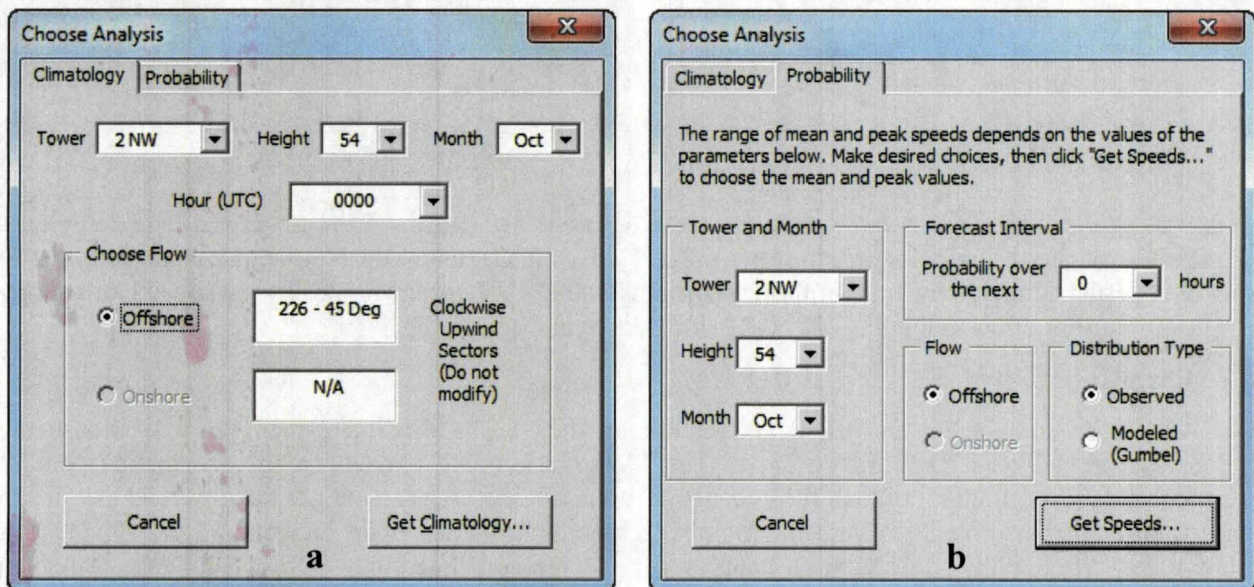 Choose Analysis
Climatology Probability
Tower 2 NW Height 54 Month Oct
Hour (UTC) 0000
Choose Flow
Offshore
226 - 45 Deg
Clockwise
Upwind
Sectors
(Do not
modify)
Onshore
N/A
Cancel
Get Climatology...
a
Choose Analysis
Climatology Probability
The range of mean and peak speeds depends on the values of the
parameters below. Make desired choices, then click "Get Speeds..."
to choose the mean and peak values.
Tower and Month
Tower 2 NW
Height 54
Month Oct
Forecast Interval
Probability over
the next
0 hours
Flow
Offshore
Onshore
Distribution Type
Observed
Modeled
(Gumbel)
Cancel
Get Speeds...
b